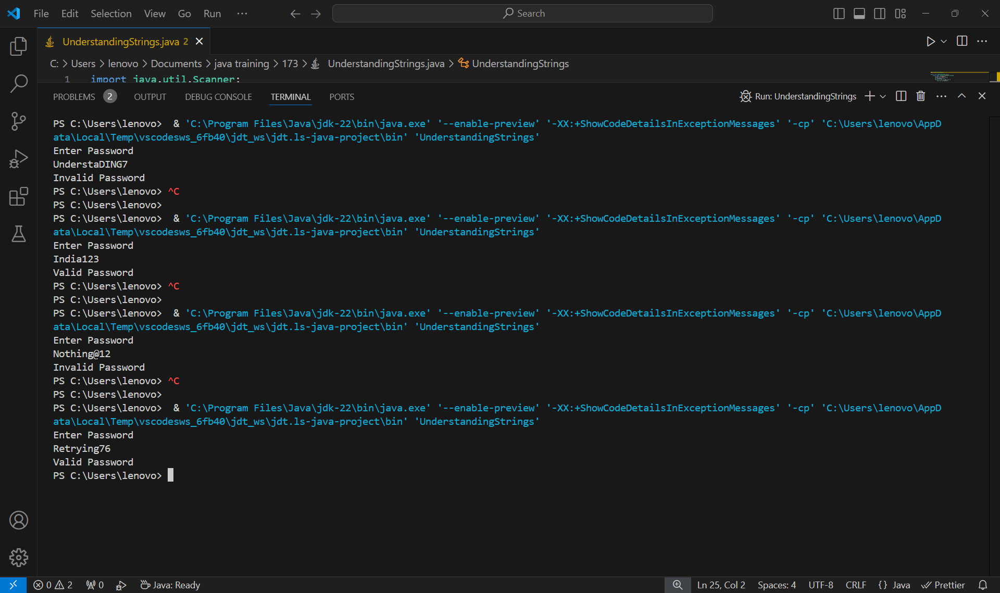 File Edit Selection View Go Run ··· Search
UnderstandingStrings.java 2
C: > Users > lenovo > Documents > java training > 173 > UnderstandingStrings.java > UnderstandingStrings
1 import java.util.Scanner;
PROBLEMS 2 OUTPUT DEBUG CONSOLE TERMINAL PORTS Run: UnderstandingStrings
PS C:\Users\lenovo>  & 'C:\Program Files\Java\jdk-22\bin\java.exe' '--enable-preview' '-XX:+ShowCodeDetailsInExceptionMessages' '-cp' 'C:\Users\lenovo\AppD
ata\Local\Temp\vscodesws_6fb40\jdt_ws\jdt.ls-java-project\bin' 'UnderstandingStrings'
Enter Password
UnderstaDING7
Invalid Password
PS C:\Users\lenovo> ^C
PS C:\Users\lenovo>
PS C:\Users\lenovo>  & 'C:\Program Files\Java\jdk-22\bin\java.exe' '--enable-preview' '-XX:+ShowCodeDetailsInExceptionMessages' '-cp' 'C:\Users\lenovo\AppD
ata\Local\Temp\vscodesws_6fb40\jdt_ws\jdt.ls-java-project\bin' 'UnderstandingStrings'
Enter Password
India123
Valid Password
PS C:\Users\lenovo> ^C
PS C:\Users\lenovo>
PS C:\Users\lenovo>  & 'C:\Program Files\Java\jdk-22\bin\java.exe' '--enable-preview' '-XX:+ShowCodeDetailsInExceptionMessages' '-cp' 'C:\Users\lenovo\AppD
ata\Local\Temp\vscodesws_6fb40\jdt_ws\jdt.ls-java-project\bin' 'UnderstandingStrings'
Enter Password
Nothing@12
Invalid Password
PS C:\Users\lenovo> ^C
PS C:\Users\lenovo>
PS C:\Users\lenovo>  & 'C:\Program Files\Java\jdk-22\bin\java.exe' '--enable-preview' '-XX:+ShowCodeDetailsInExceptionMessages' '-cp' 'C:\Users\lenovo\AppD
ata\Local\Temp\vscodesws_6fb40\jdt_ws\jdt.ls-java-project\bin' 'UnderstandingStrings'
Enter Password
Retrying76
Valid Password
PS C:\Users\lenovo>
0 2 0 Java: Ready Ln 25, Col 2 Spaces: 4 UTF-8 CRLF {} Java Prettier